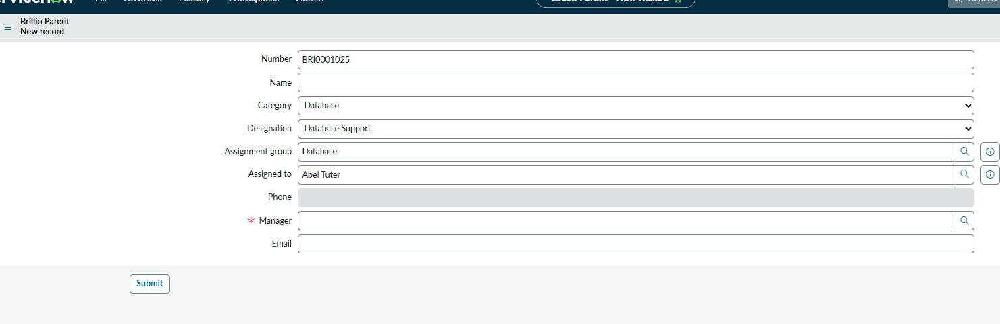 servicenow All Favorites History Workspaces Admin Brillio Parent - New Record Search
Brillio Parent
New record
Number BRI0001025
Name
Category Database
Designation Database Support
Assignment group Database
Assigned to Abel Tuter
Phone
* Manager
Email
Submit